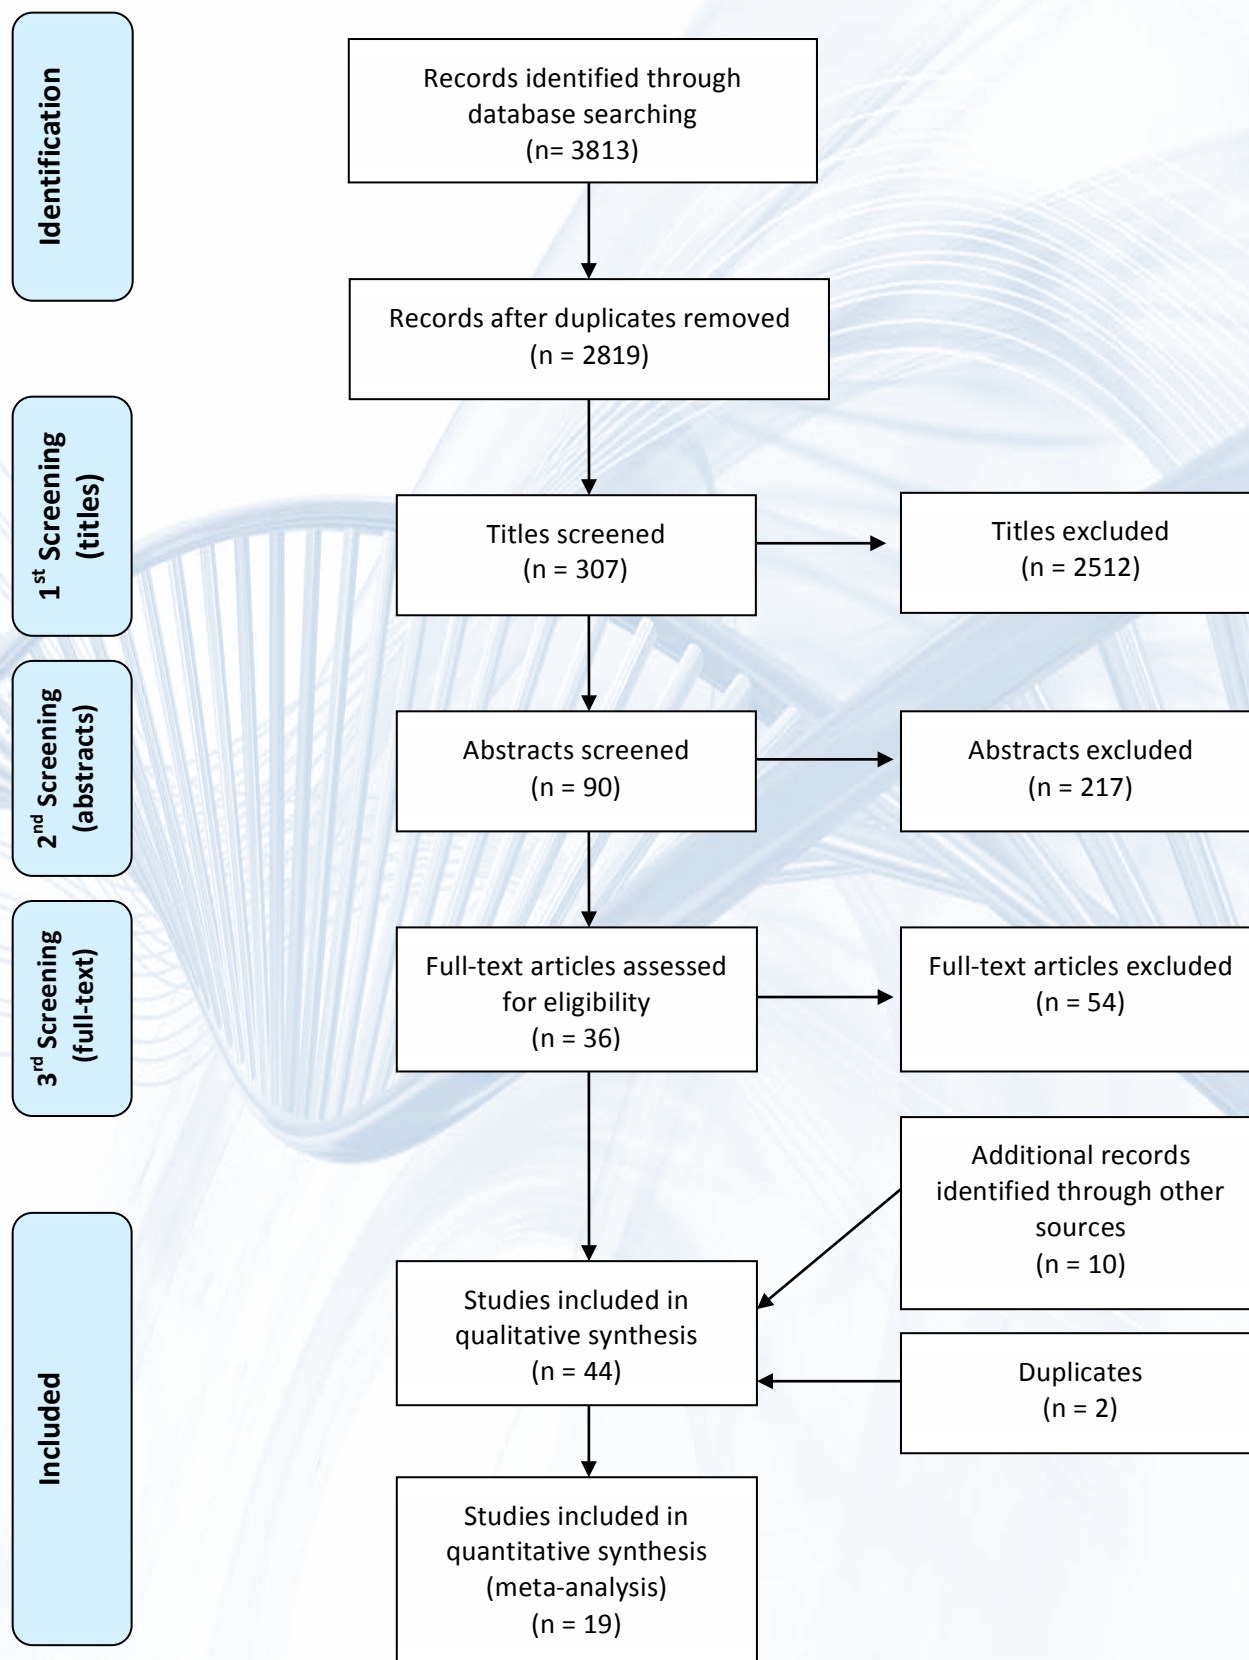 Identification
Records identified through
database searching
(n= 3813)
Records after duplicates removed
(n = 2819)
1st Screening
(titles)
Titles screened
(n = 307)
Titles excluded
(n = 2512)
2nd Screening
(abstracts)
Abstracts screened
(n = 90)
Abstracts excluded
(n = 217)
3rd Screening
(full-text)
Full-text articles assessed
for eligibility
(n = 36)
Full-text articles excluded
(n = 54)
Additional records
identified through other
sources
(n = 10)
Included
Studies included in
qualitative synthesis
(n = 44)
Duplicates
(n = 2)
Studies included in
quantitative synthesis
(meta-analysis)
(n = 19)